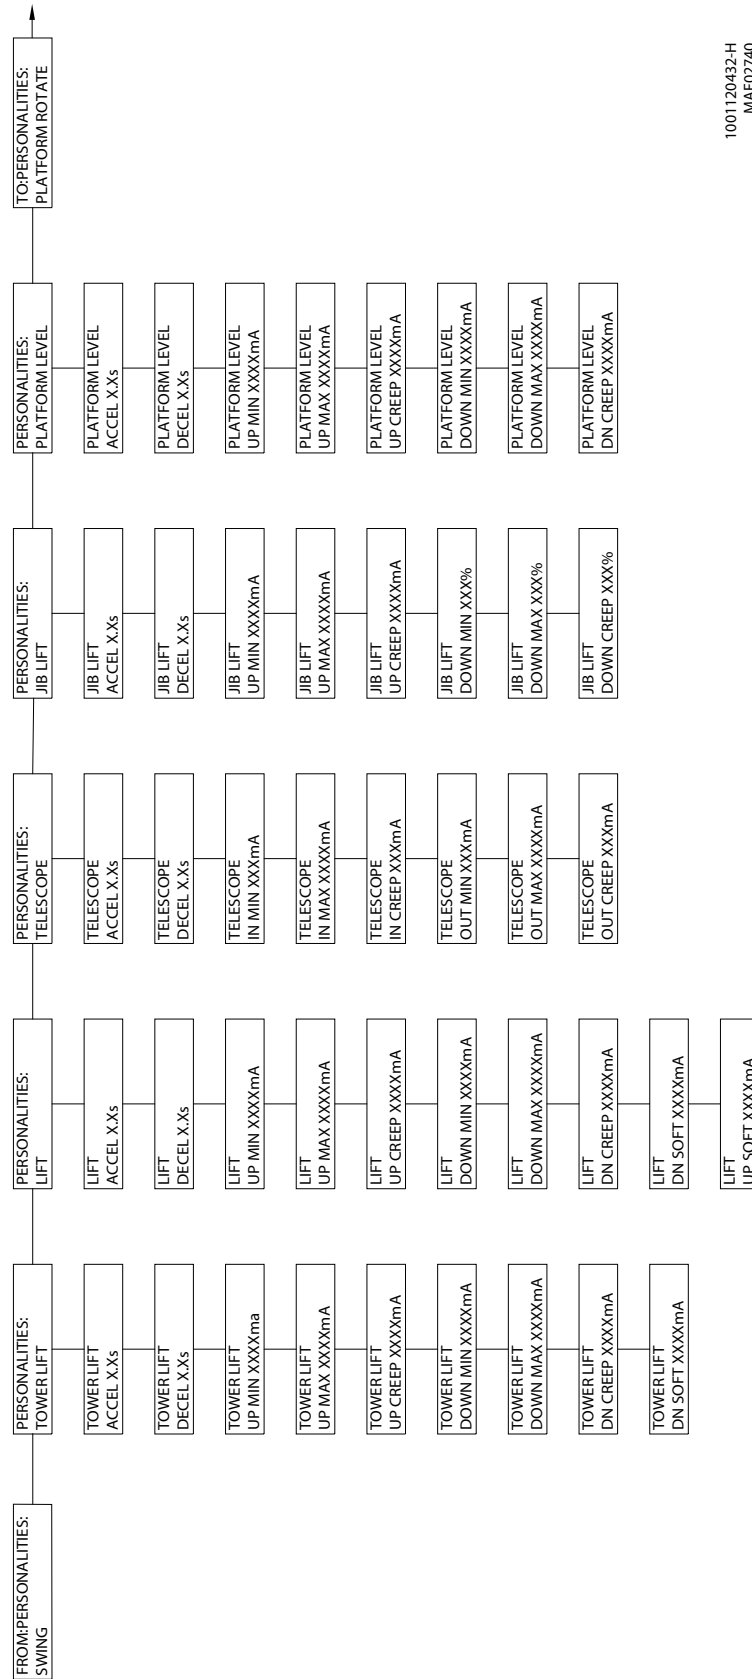 FROM:PERSONALITIES:
SWING
PERSONALITIES:
TOWER LIFT
TOWER LIFT
ACCEL X.Xs
TOWER LIFT
DECEL X.Xs
TOWER LIFT
UP MIN XXXXma
TOWER LIFT
UP MAX XXXXmA
TOWER LIFT
UP CREEP XXXXmA
TOWER LIFT
DOWN MIN XXXXmA
TOWER LIFT
DOWN MAX XXXXmA
TOWER LIFT
DN CREEP XXXXmA
TOWER LIFT
DN SOFT XXXXmA
PERSONALITIES:
LIFT
LIFT
ACCEL X.Xs
LIFT
DECEL X.Xs
LIFT
UP MIN XXXXmA
LIFT
UP MAX XXXXmA
LIFT
UP CREEP XXXXmA
LIFT
DOWN MIN XXXXmA
LIFT
DOWN MAX XXXXmA
LIFT
DN CREEP XXXXmA
LIFT
DN SOFT XXXXmA
LIFT
UP SOFT XXXXmA
PERSONALITIES:
TELESCOPE
TELESCOPE
ACCEL X.Xs
TELESCOPE
DECEL X.Xs
TELESCOPE
IN MIN XXXmA
TELESCOPE
IN MAX XXXXmA
TELESCOPE
IN CREEP XXXmA
TELESCOPE
OUT MIN XXXmA
TELESCOPE
OUT MAX XXXXmA
TELESCOPE
OUT CREEP XXXmA
PERSONALITIES:
JIB LIFT
JIB LIFT
ACCEL X.Xs
JIB LIFT
DECEL X.Xs
JIB LIFT
UP MIN XXXXmA
JIB LIFT
UP MAX XXXXmA
JIB LIFT
UP CREEP XXXXmA
JIB LIFT
DOWN MIN XXX%
JIB LIFT
DOWN MAX XXX%
JIB LIFT
DOWN CREEP XXX%
PERSONALITIES:
PLATFORM LEVEL
PLATFORM LEVEL
ACCEL X.Xs
PLATFORM LEVEL
DECEL X.Xs
PLATFORM LEVEL
UP MIN XXXXmA
PLATFORM LEVEL
UP MAX XXXXmA
PLATFORM LEVEL
UP CREEP XXXXmA
PLATFORM LEVEL
DOWN MIN XXXXmA
PLATFORM LEVEL
DOWN MAX XXXXmA
PLATFORM LEVEL
DN CREEP XXXXmA
TO:PERSONALITIES:
PLATFORM ROTATE
1001120432-H
MAF02740